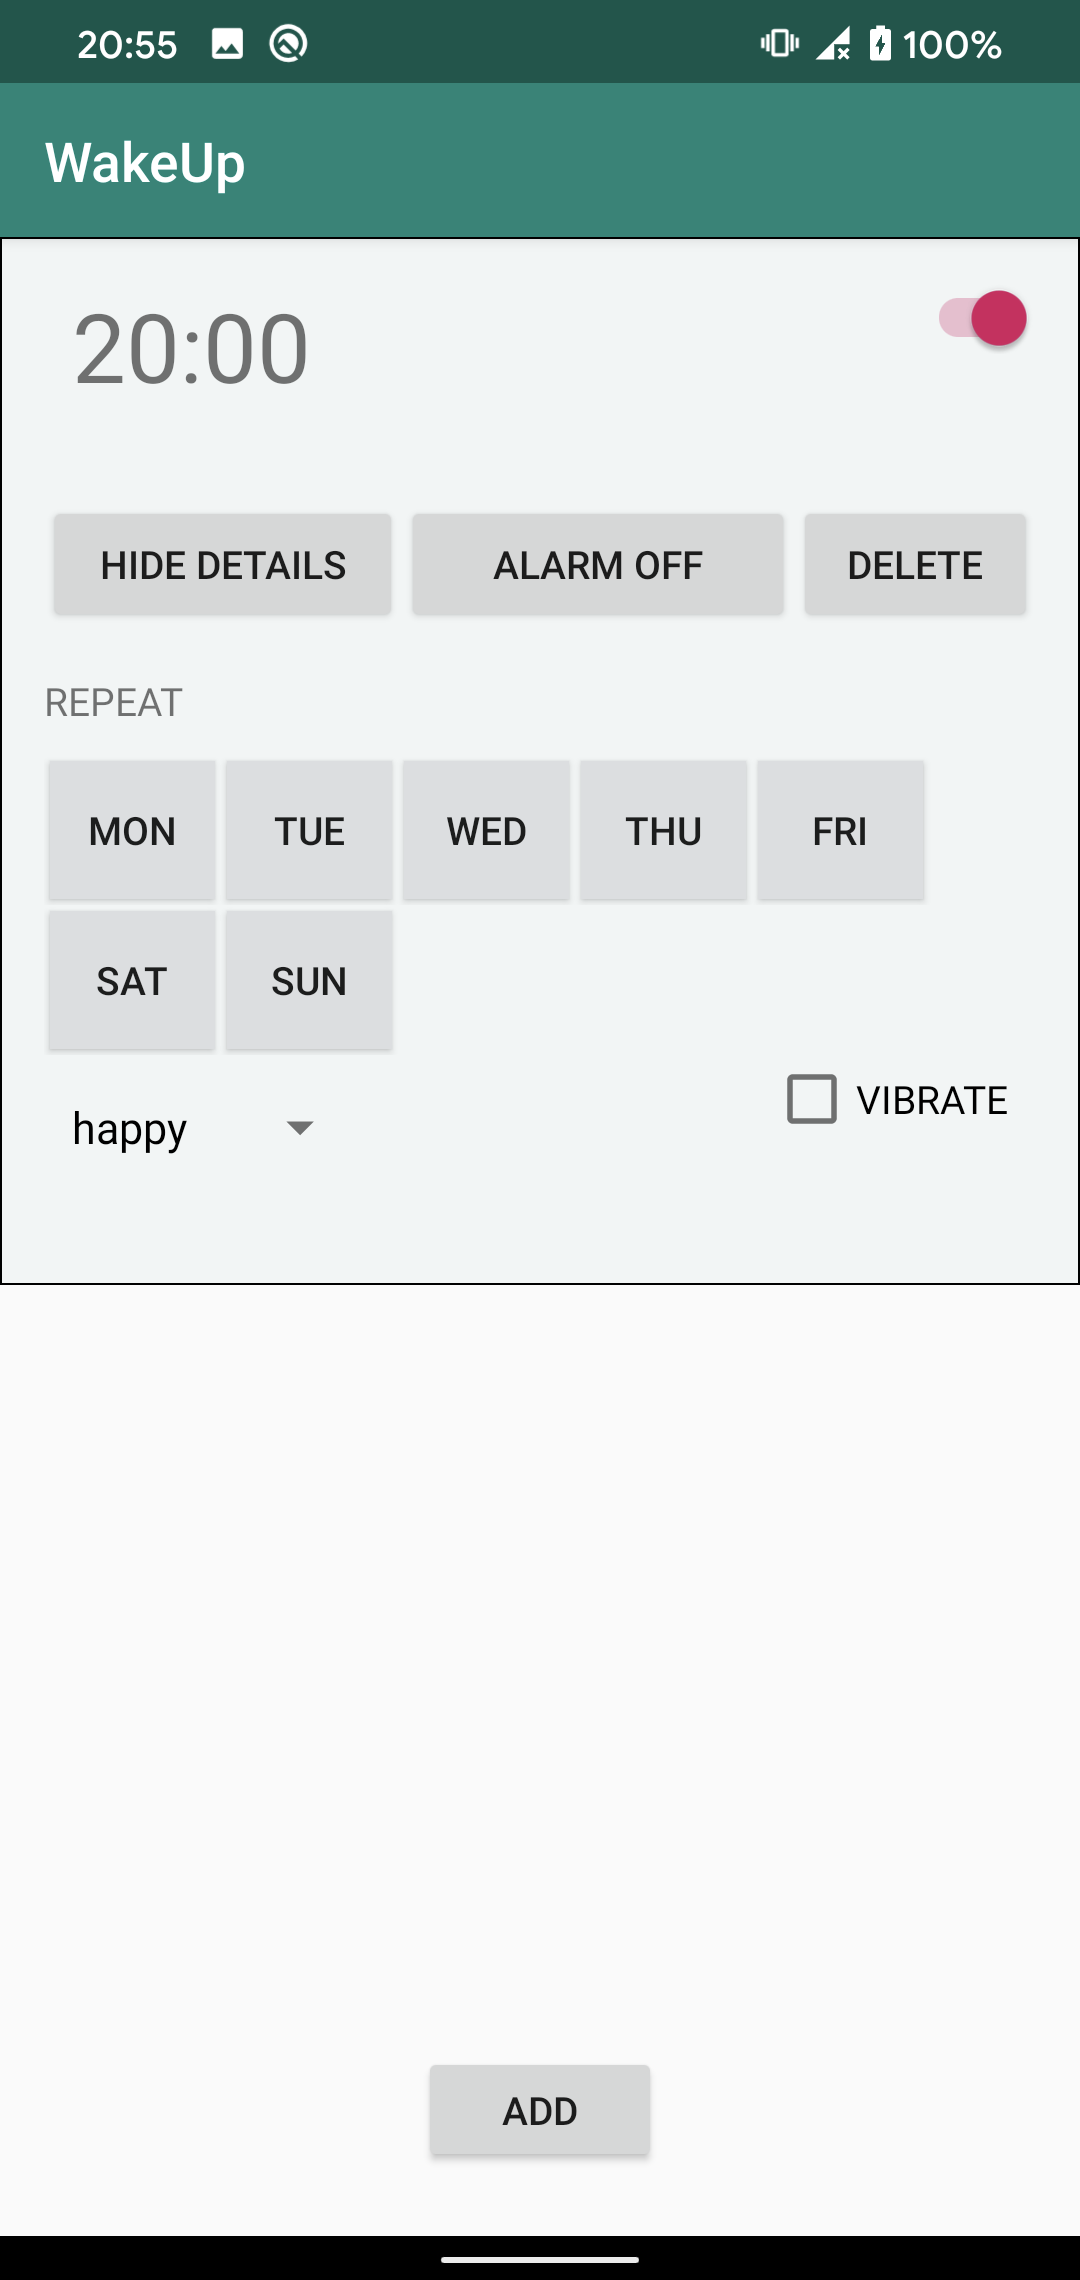 20:55 100%
WakeUp
20:00
HIDE DETAILS ALARM OFF DELETE
REPEAT
MON TUE WED THU FRI
SAT SUN
happy VIBRATE
ADD